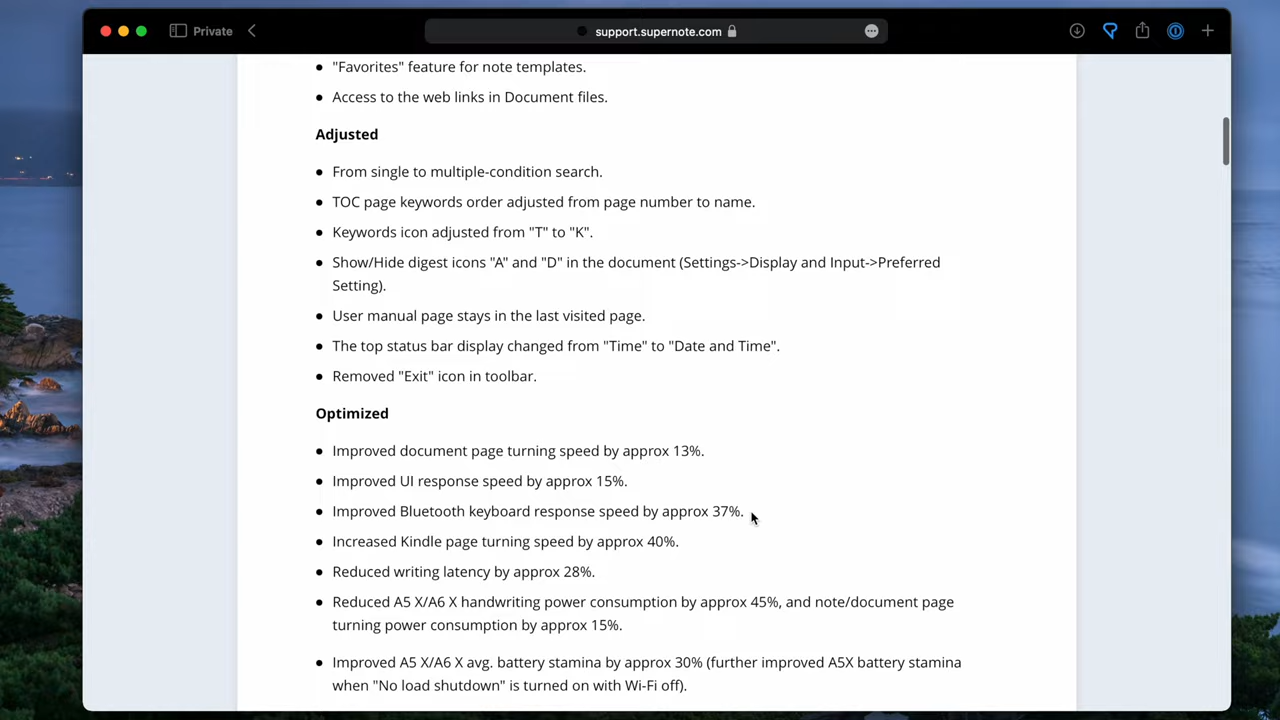 Private
support.supernote.com
● "Favorites" feature for note templates.
● Access to the web links in Document files.
Adjusted
● From single to multiple-condition search.
● TOC page keywords order adjusted from page number to name.
● Keywords icon adjusted from "T" to "K".
● Show/Hide digest icons "A" and "D" in the document (Settings->Display and Input->Preferred
Setting).
● User manual page stays in the last visited page.
● The top status bar display changed from "Time" to "Date and Time".
● Removed "Exit" icon in toolbar.
Optimized
● Improved document page turning speed by approx 13%.
● Improved UI response speed by approx 15%.
● Improved Bluetooth keyboard response speed by approx 37%.
● Increased Kindle page turning speed by approx 40%.
● Reduced writing latency by approx 28%.
● Reduced A5 X/A6 X handwriting power consumption by approx 45%, and note/document page
turning power consumption by approx 15%.
● Improved A5 X/A6 X avg. battery stamina by approx 30% (further improved A5X battery stamina
when "No load shutdown" is turned on with Wi-Fi off).